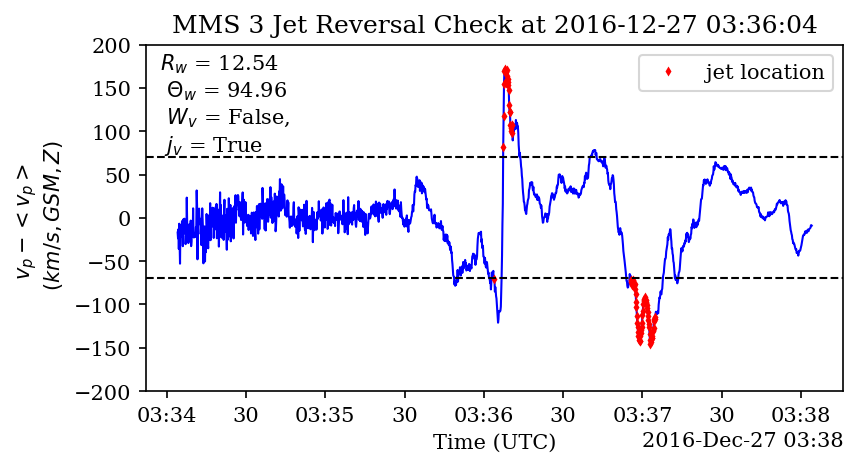 MMS 3 Jet Reversal Check at 2016-12-27 03:36:04
R_w = 12.54
Θ_w = 94.96
W_v = False,
j_v = True
jet location
v_p − <v_p>
(km/s, GSM, Z)
200
150
100
50
0
−50
−100
−150
−200
03:34 30 03:35 30 03:36 30 03:37 30 03:38
Time (UTC)
2016-Dec-27 03:38